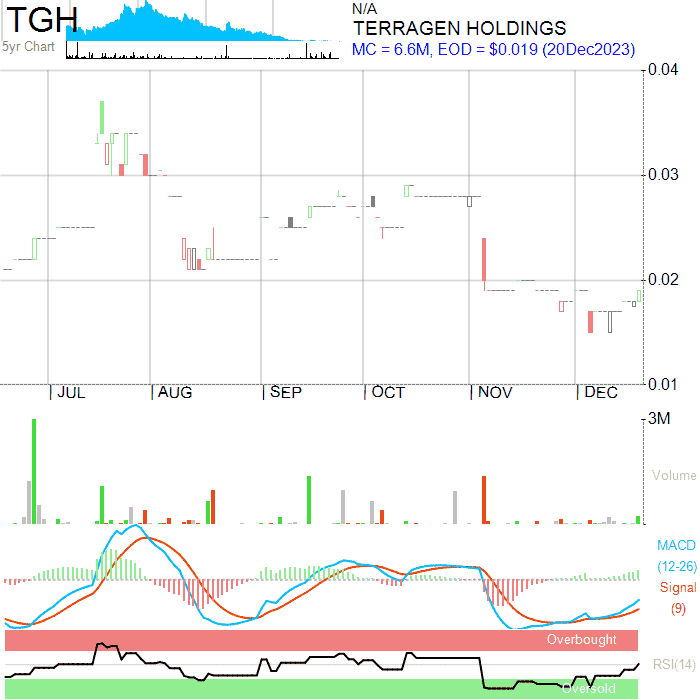 TGH
N/A
TERRAGEN HOLDINGS
5yr Chart
MC = 6.6M, EOD = $0.019 (20Dec2023)
0.04
0.03
0.02
0.01
JUL AUG SEP OCT NOV DEC
3M
Volume
MACD
(12-26)
Signal
(9)
Overbought
RSI(14)
Oversold